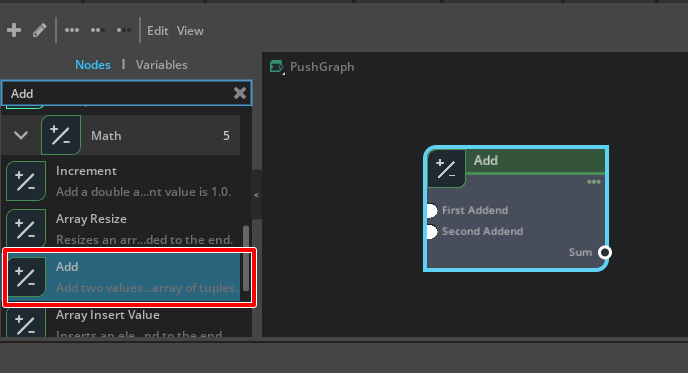 Edit View
Nodes | Variables
PushGraph
Add
Math 5
Increment
Add a double a...nt value is 1.0.
Array Resize
Resizes an arr...ded to the end.
Add
Add two values...array of tuples.
Array Insert Value
Inserts an ele...nd to the end
Add
First Addend
Second Addend
Sum